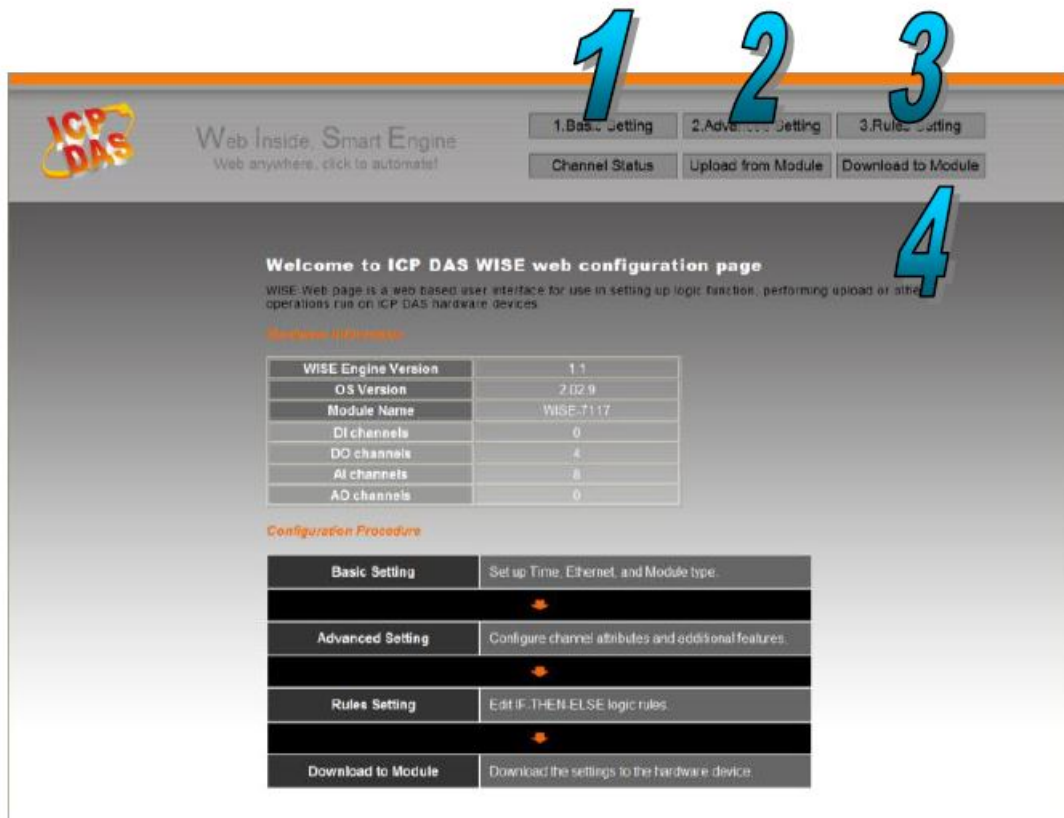 1
2
3
ICP
DAS
Web Inside, Smart Engine
Web anywhere, click to automate!
1.Basic Setting
2.Advanced Setting
3.Rules Setting
Channel Status
Upload from Module
Download to Module
4
Welcome to ICP DAS WISE web configuration page
WISE Web page is a web based user interface for use in setting up logic function, performing upload or other
operations run on ICP DAS hardware devices.
Hardware Information
WISE Engine Version 1.1
OS Version 2.02.9
Module Name WISE-7117
DI channels 0
DO channels 4
AI channels 8
AO channels 0
Configuration Procedure
Basic Setting Set up Time, Ethernet, and Module type.
Advanced Setting Configure channel attributes and additional features.
Rules Setting Edit IF-THEN-ELSE logic rules.
Download to Module Download the settings to the hardware device.